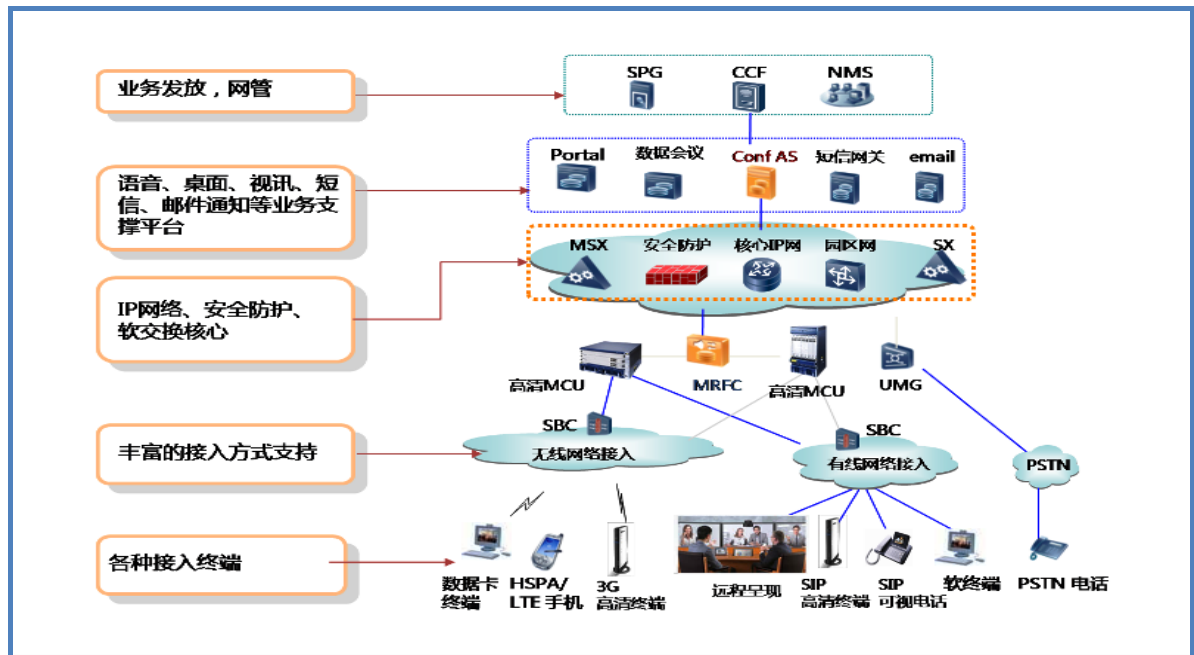 SPG CCF NMS
业务发放，网管
Portal 数据会议 Conf AS 短信网关 email
语音、桌面、视讯、短
信、邮件通知等业务支
撑平台
MSX 安全防护 核心IP网 园区网 SX
IP网络、安全防护、
软交换核心
高清MCU MRFC 高清MCU UMG
SBC SBC
丰富的接入方式支持
无线网络接入 有线网络接入 PSTN
各种接入终端
数据卡
终端
HSPA/
LTE 手机
3G
高清终端
远程呈现
SIP
高清终端
SIP
可视电话
软终端
PSTN 电话